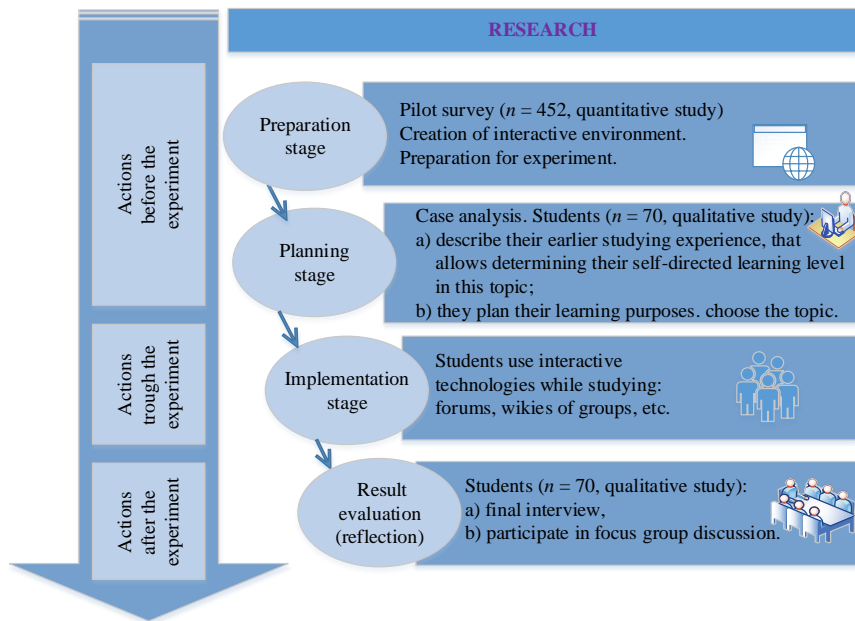 RESEARCH
Actions
before the
experiment
Preparation
stage
Pilot survey (n = 452, quantitative study)
Creation of interactive environment.
Preparation for experiment.
Planning
stage
Case analysis. Students (n = 70, qualitative study):
a) describe their earlier studying experience, that
allows determining their self-directed learning level
in this topic;
b) they plan their learning purposes. choose the topic.
Actions
trough the
experiment
Implementation
stage
Students use interactive
technologies while studying:
forums, wikies of groups, etc.
Actions
after the
experiment
Result
evaluation
(reflection)
Students (n = 70, qualitative study):
a) final interview,
b) participate in focus group discussion.